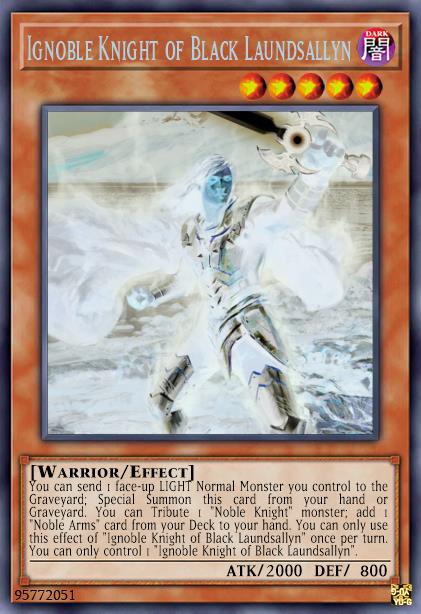 Ignoble Knight of Black Laundsallyn
DARK
闇
[Warrior/Effect]
You can send 1 face-up LIGHT Normal Monster you control to the
Graveyard; Special Summon this card from your hand or
Graveyard. You can Tribute 1 "Noble Knight" monster; add 1
"Noble Arms" card from your Deck to your hand. You can only use
this effect of "Ignoble Knight of Black Laundsallyn" once per turn.
You can only control 1 "Ignoble Knight of Black Laundsallyn".
ATK/2000 DEF/ 800
95772051